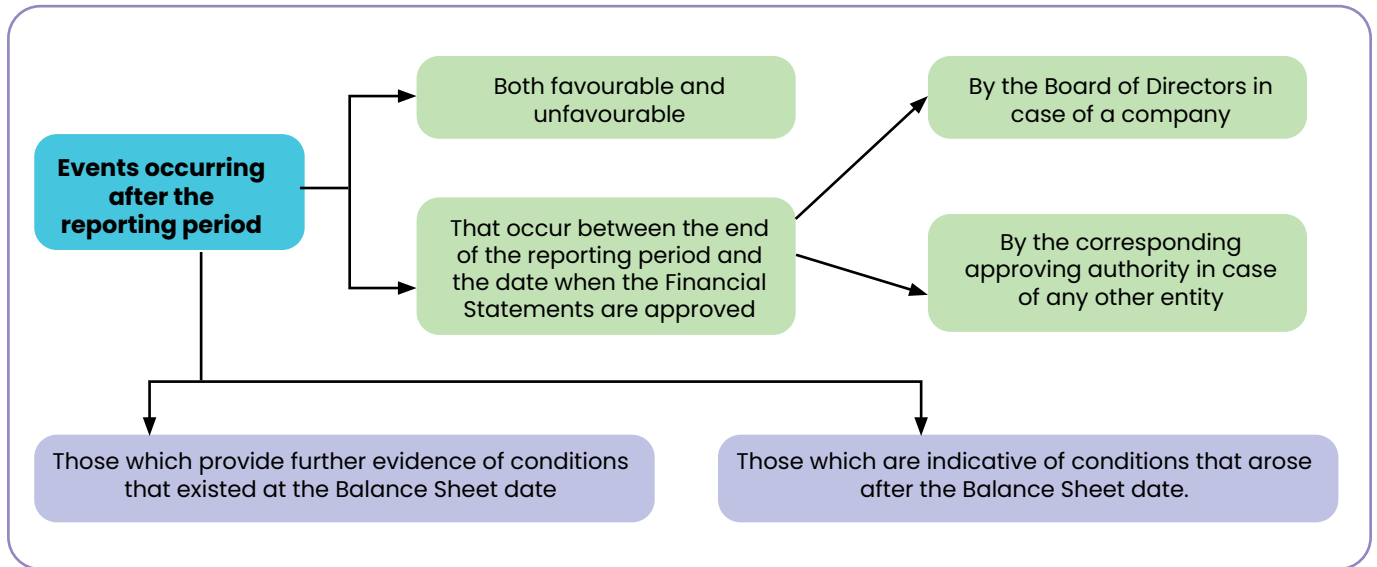 Events occurring
after the
reporting period
Both favourable and
unfavourable
That occur between the end
of the reporting period and
the date when the Financial
Statements are approved
By the Board of Directors in
case of a company
By the corresponding
approving authority in case
of any other entity
Those which provide further evidence of conditions
that existed at the Balance Sheet date
Those which are indicative of conditions that arose
after the Balance Sheet date.